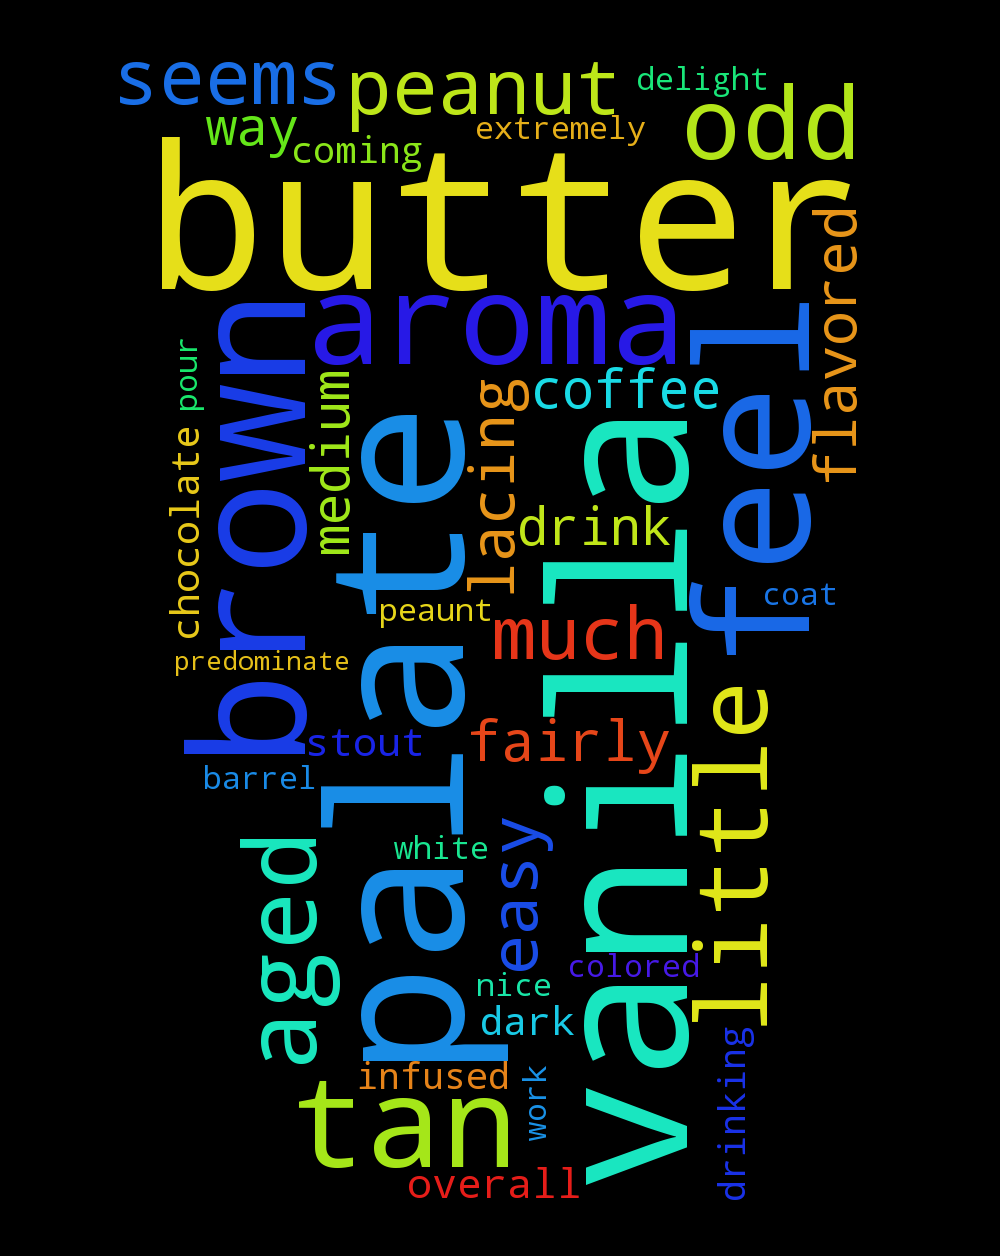 seems
peanut
delight
odd
way
coming
extremely
butter
flavored
brown
aroma
feel
pour
medium
palate
lacing
coffee
vanilla
chocolate
drink
coat
peaunt
much
predominate
little
stout
fairly
barrel
aged
white
easy
colored
nice
dark
infused
work
drinking
tan
overall